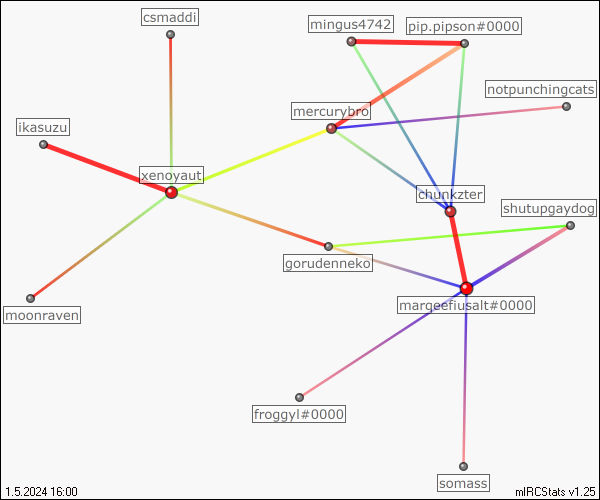 csmaddi
mingus4742
pip.pipson#0000
notpunchingcats
mercurybro
ikasuzu
xenoyaut
chunkzter
shutupgaydog
gorudenneko
margeefiusalt#0000
moonraven
froggyl#0000
somass
1.5.2024 16:00
mIRCStats v1.25